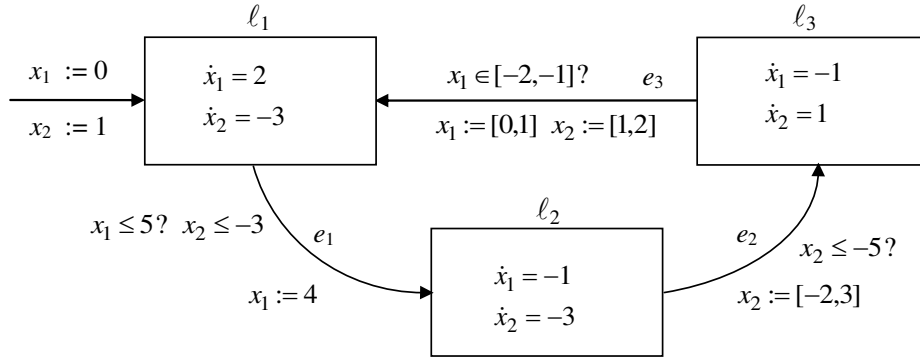 ℓ₁
ℓ₃
x₁ := 0
x₂ := 1
ẋ₁ = 2
ẋ₂ = −3
x₁ ∈ [−2,−1]? e₃
x₁ := [0,1] x₂ := [1,2]
ẋ₁ = −1
ẋ₂ = 1
x₁ ≤ 5? x₂ ≤ −3
e₁
x₁ := 4
ℓ₂
ẋ₁ = −1
ẋ₂ = −3
e₂
x₂ ≤ −5?
x₂ := [−2,3]